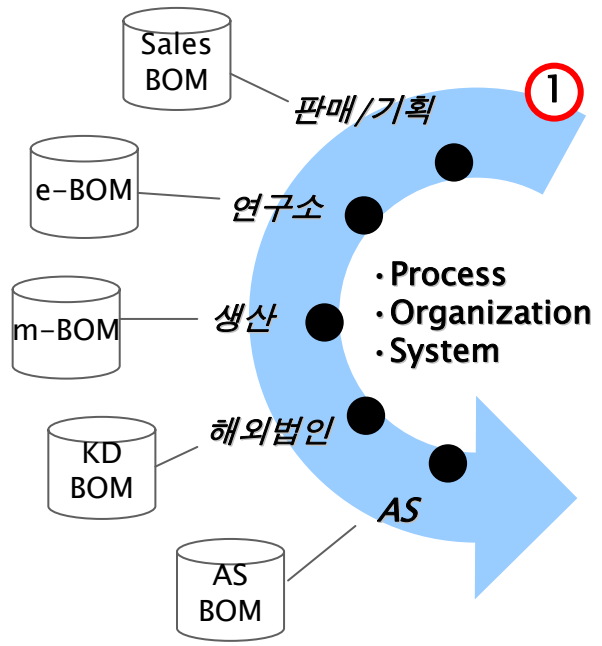 Sales
BOM
1
판매/기획
e-BOM
연구소
·Process
·Organization
·System
m-BOM
생산
해외법인
KD
BOM
AS
AS
BOM